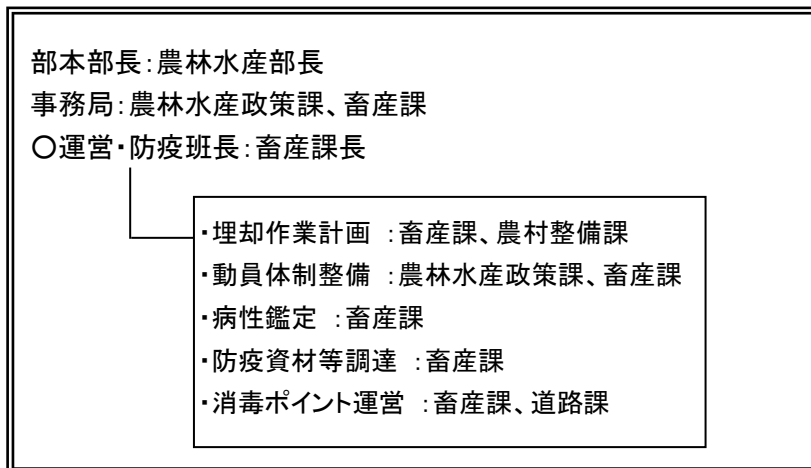 部本部長:農林水産部長
事務局:農林水産政策課、畜産課
○運営・防疫班長:畜産課長
・埋却作業計画 :畜産課、農村整備課
・動員体制整備 :農林水産政策課、畜産課
・病性鑑定 :畜産課
・防疫資材等調達 :畜産課
・消毒ポイント運営 :畜産課、道路課